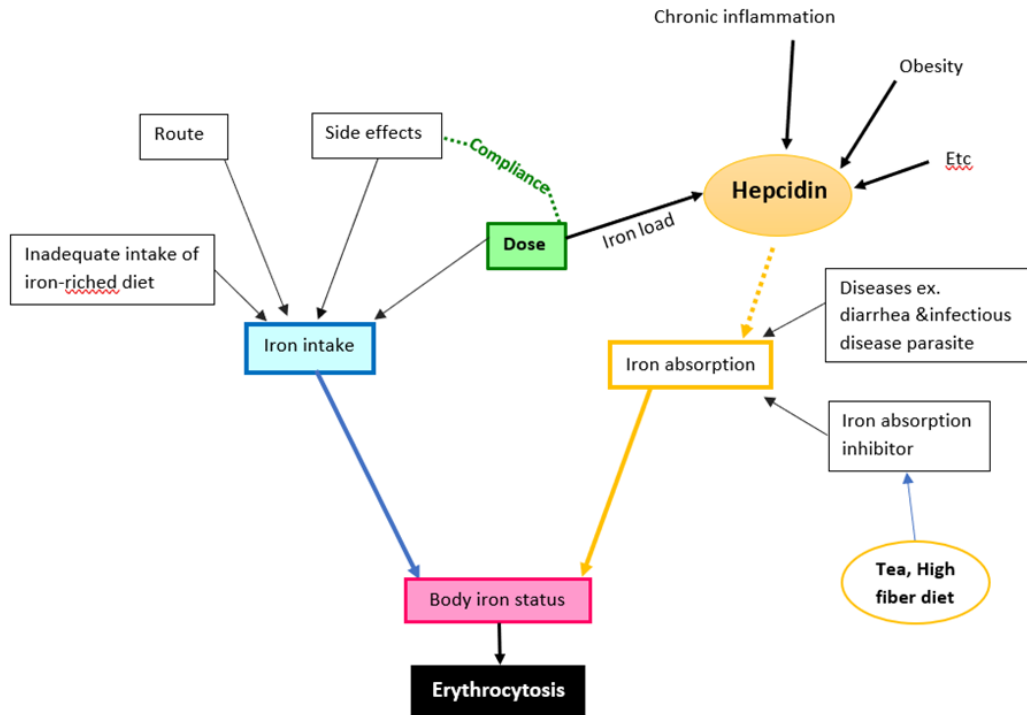 Chronic inflammation
Obesity
Etc
Route
Side effects
Compliance
Hepcidin
Dose
Iron load
Inadequate intake of
iron-riched diet
Iron intake
Diseases ex.
diarrhea &infectious
disease parasite
Iron absorption
Iron absorption
inhibitor
Tea, High
fiber diet
Body iron status
Erythrocytosis